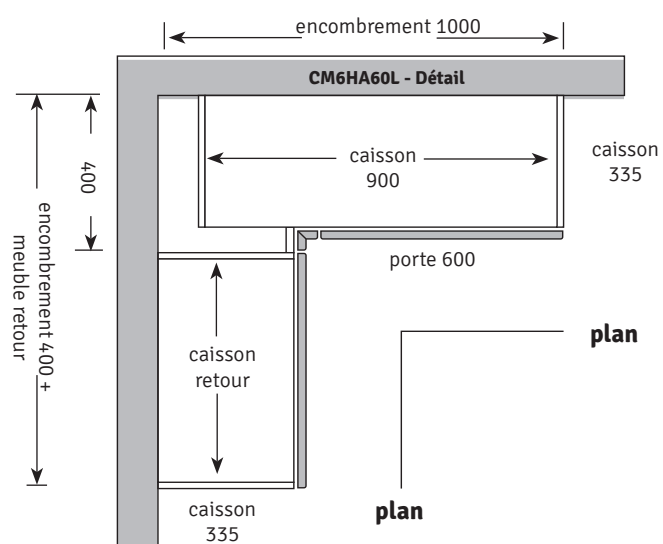 encombrement 1000
CM6HA60L - Détail
caisson
900
caisson
335
400
encombrement 400 +
meuble retour
porte 600
caisson
retour
plan
plan
caisson
335